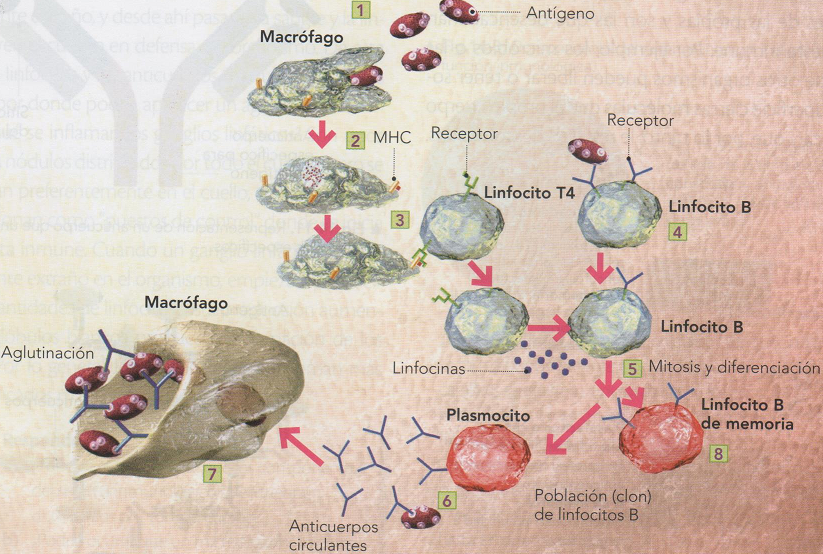 1
Antígeno
Macrófago
2
MHC
Receptor
Receptor
3
Linfocito T4
Linfocito B
4
Macrófago
Linfocito B
Aglutinación
Linfocinas
5
Mitosis y diferenciación
Plasmocito
Linfocito B
de memoria
8
7
6
Población (clon)
de linfocitos B
Anticuerpos
circulantes